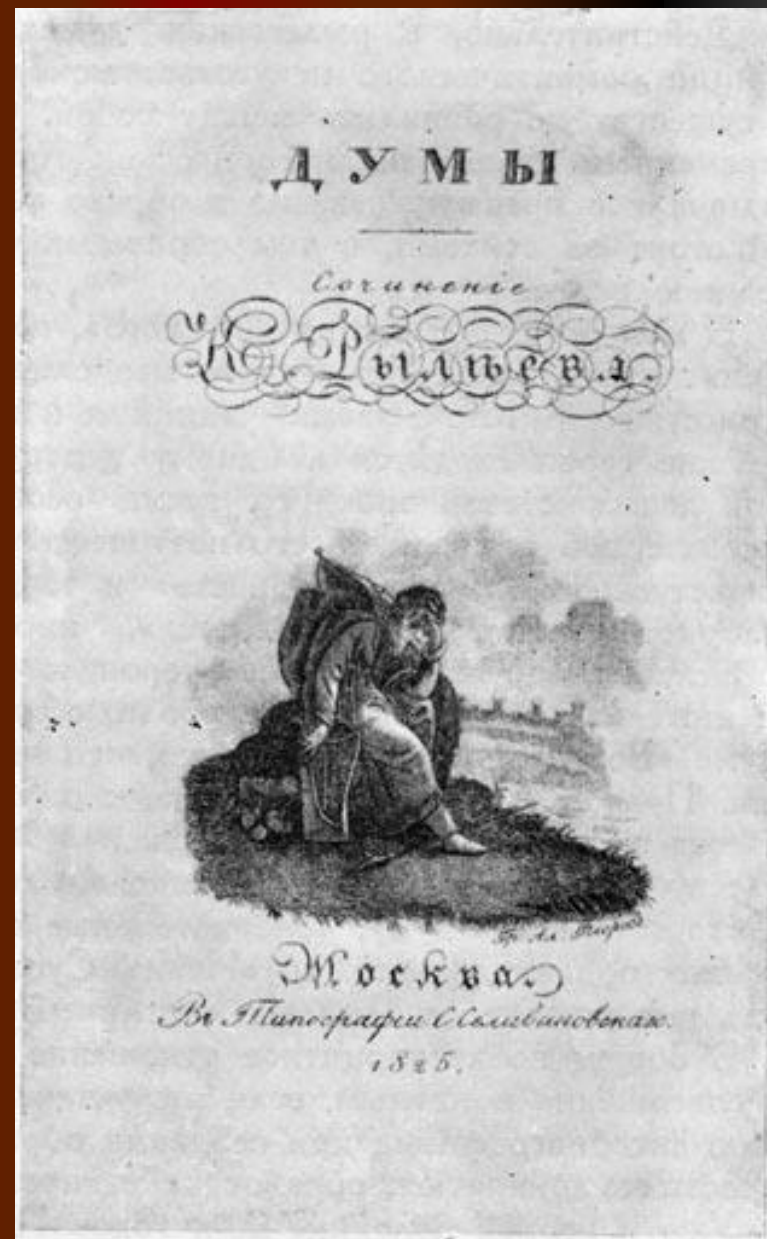 ДУМЫ
Сочиненіе
К. Рылѣева.
Москва
Въ Типографіи С. Селивановскаго.
1825.